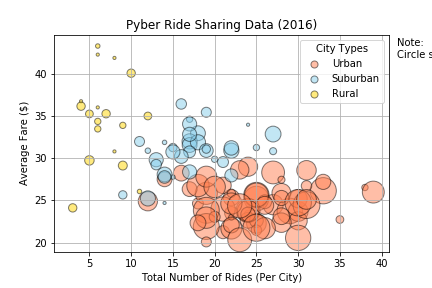 Pyber Ride Sharing Data (2016)
Note:
Circle s
City Types
Urban
Suburban
Rural
Average Fare ($)
40
35
30
25
20
5 10 15 20 25 30 35 40
Total Number of Rides (Per City)